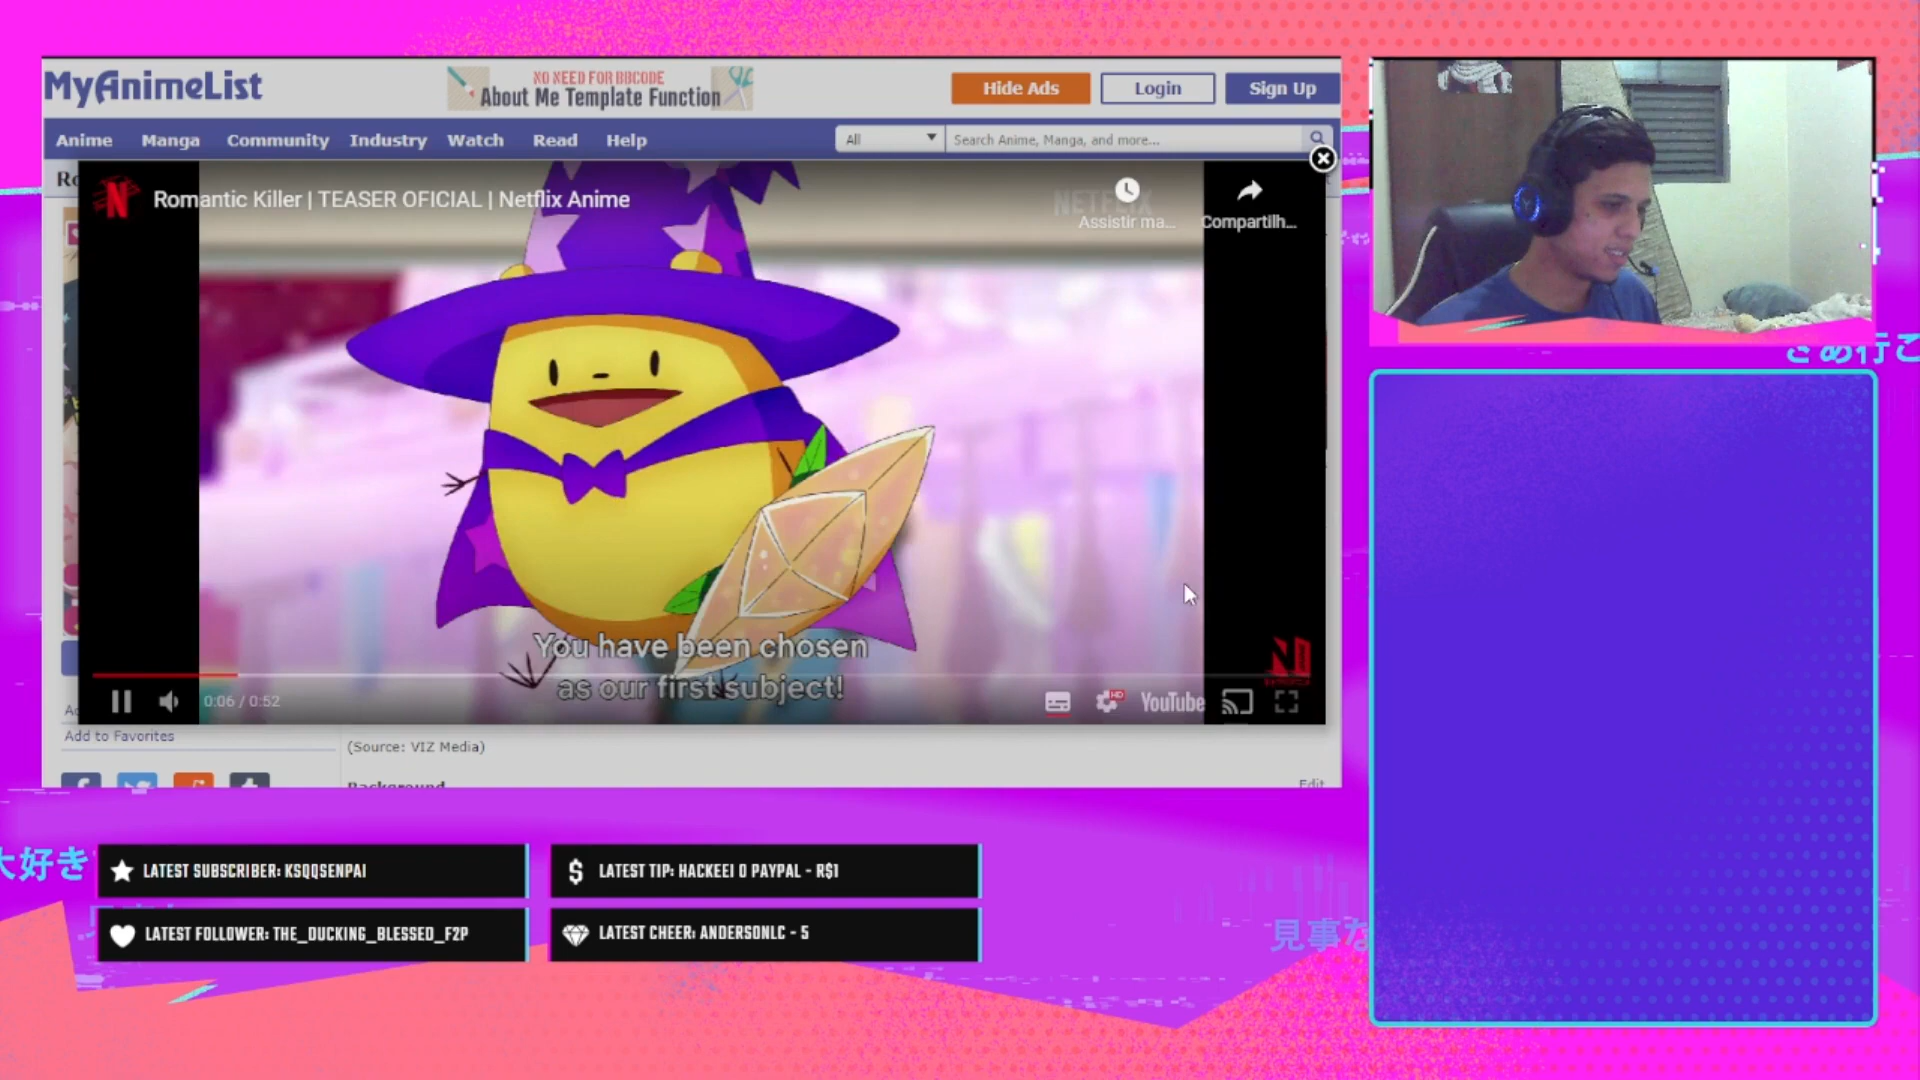 MyAnimeList
NO NEED FOR BBCODE
About Me Template Function
Hide Ads
Login
Sign Up
Anime
Manga
Community
Industry
Watch
Read
Help
All
Search Anime, Manga, and more...
Ro
Romantic Killer | TEASER OFICIAL | Netflix Anime
NETFLIX
Assistir ma...
Compartilh...
You have been chosen
as our first subject!
0:06 / 0:52
HD
YouTube
Add to Favorites
(Source: VIZ Media)
Background
Edit
大好き
見事な
LATEST SUBSCRIBER: KSQQSENPAI
LATEST TIP: HACKEEI O PAYPAL - R$1
LATEST FOLLOWER: THE_DUCKING_BLESSED_F2P
LATEST CHEER: ANDERSONLC - 5